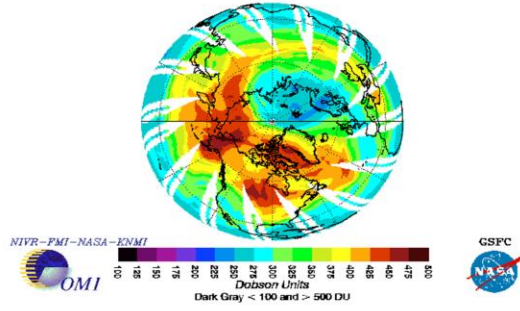 NIVR-FMI-NASA-KNMI
GSFC
OMI
NASA
100 125 150 175 200 225 250 275 300 325 350 375 400 425 450 475 500
Dobson Units
Dark Gray < 100 and > 500 DU